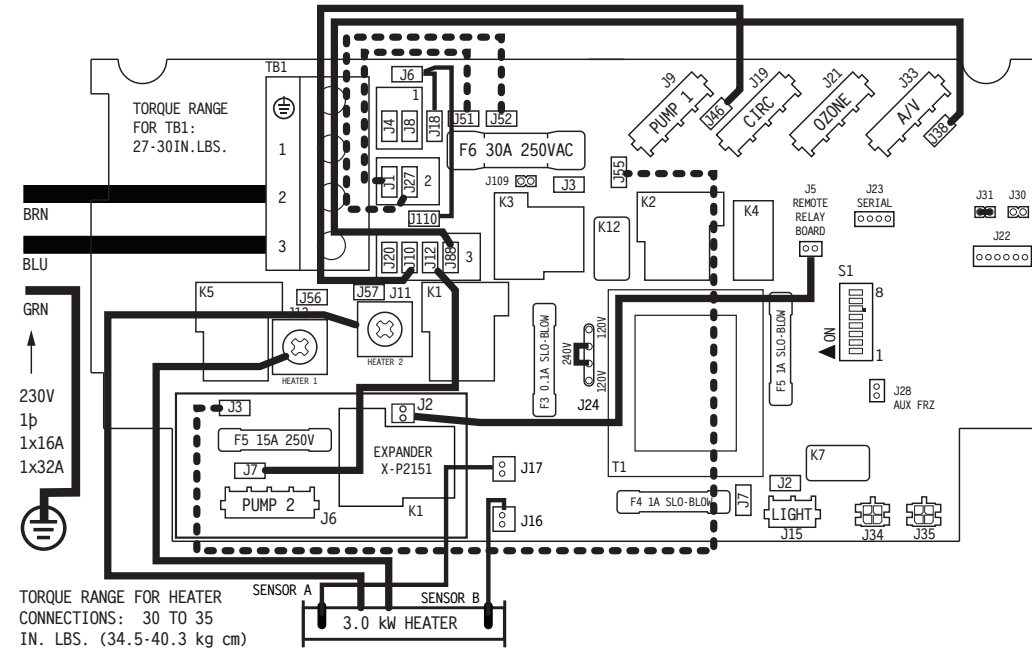 TB1
TORQUE RANGE
FOR TB1:
27-30IN.LBS.
1
2
3
BRN
BLU
GRN
230V
1þ
1x16A
1x32A
J6
1
J4
J8
J18
J51
J52
F6 30A 250VAC
J1
J27
2
J109
J3
J110
J20
J10
J12
J88
3
J9
PUMP 1
J46
J19
CIRC
J21
OZONE
J33
A/V
J38
J55
K3
K12
K2
K4
J5
REMOTE
RELAY
BOARD
J23
SERIAL
J31
J30
J22
K5
J56
J57
J11
K1
J12
HEATER 1
HEATER 2
F3 0.1A SLO-BLOW
240V
120V
120V
J24
F5 1A SLO-BLOW
S1
8
ON
1
J28
AUX FRZ
J3
J2
F5 15A 250V
EXPANDER
X-P2151
J7
PUMP 2
J6
K1
J17
J16
T1
F4 1A SLO-BLOW
J7
J2
K7
LIGHT
J15
J34
J35
SENSOR A
SENSOR B
3.0 kW HEATER
TORQUE RANGE FOR HEATER
CONNECTIONS: 30 TO 35
IN. LBS. (34.5-40.3 kg cm)